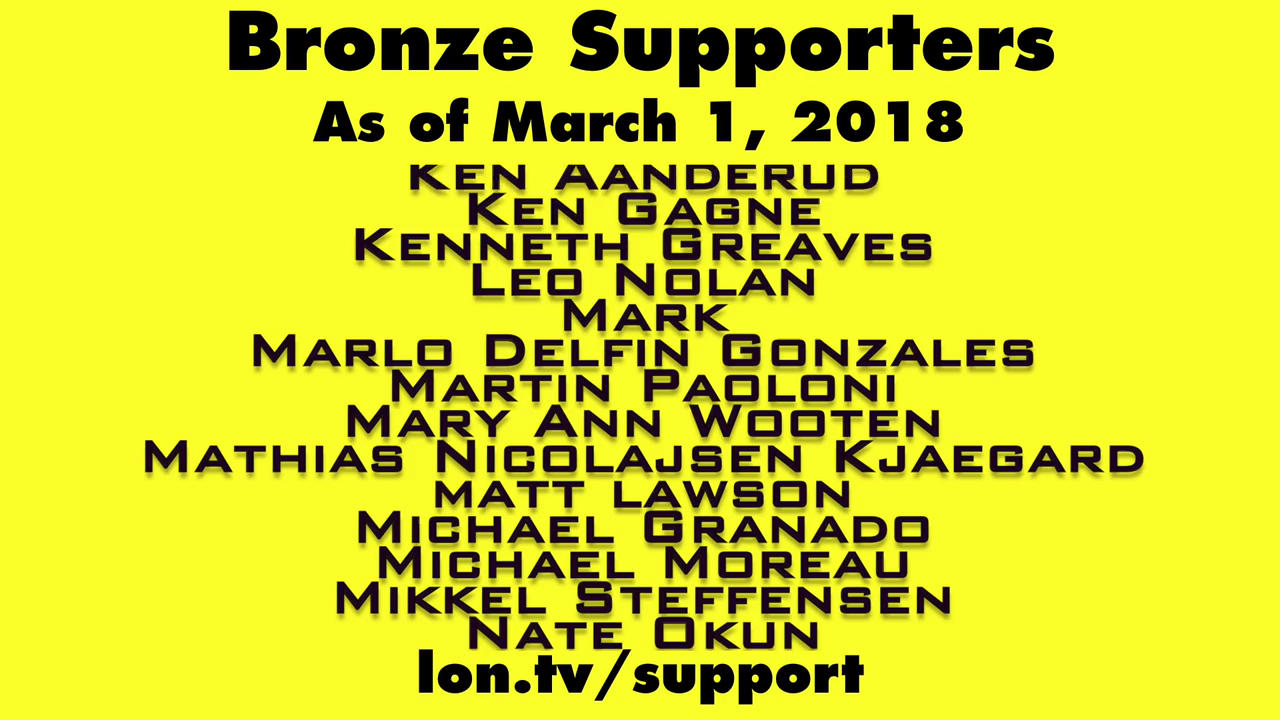 Bronze Supporters
As of March 1, 2018
Ken Aanderud
Ken Gagne
Kenneth Greaves
Leo Nolan
Mark
Marlo Delfin Gonzales
Martin Paoloni
Mary Ann Wooten
Mathias Nicolajsen Kjaegard
matt lawson
Michael Granado
Michael Moreau
Mikkel Steffensen
Nate Okun
lon.tv/support